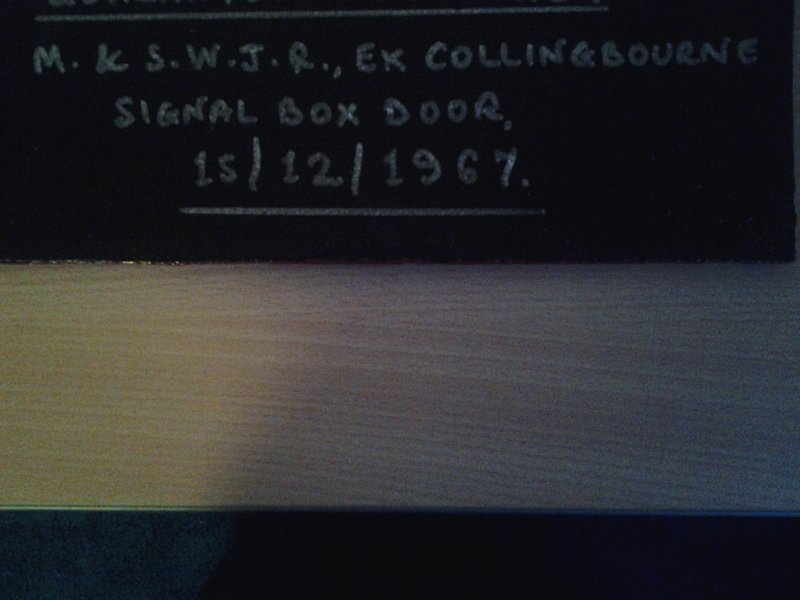 M. & S.W.J.R., EX COLLINGBOURNE
SIGNAL BOX DOOR,
15/12/1967.